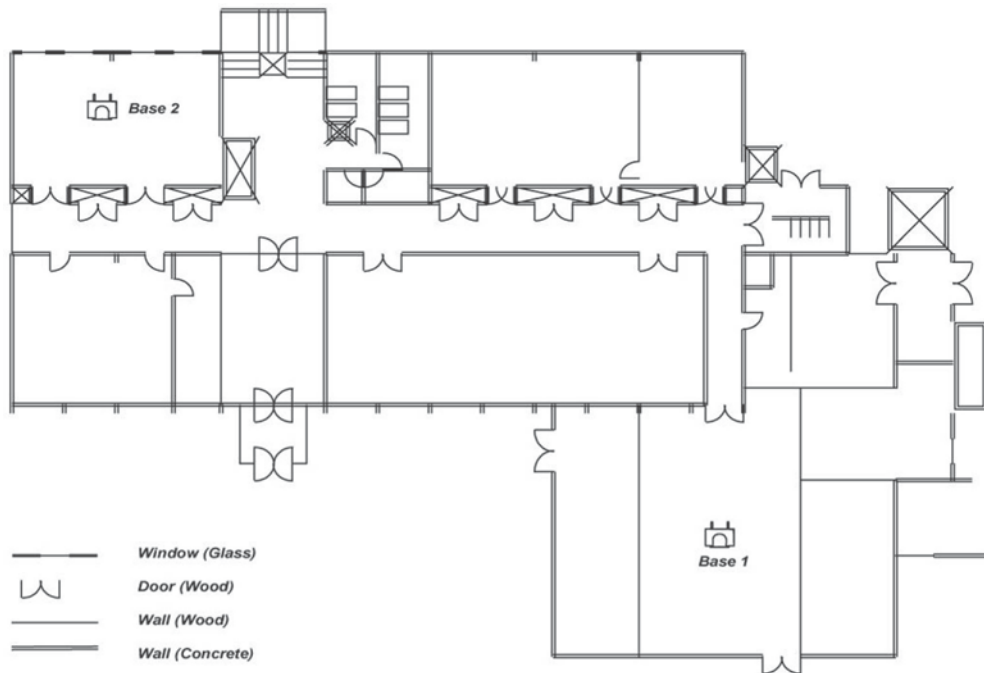 Base 2
Base 1
Window (Glass)
Door (Wood)
Wall (Wood)
Wall (Concrete)